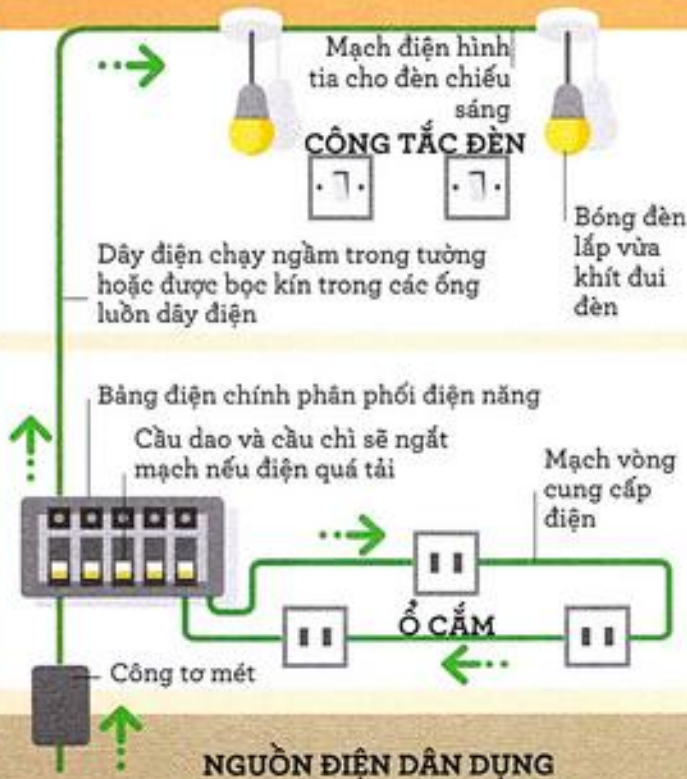 Mạch điện hình
tia cho đèn chiếu
sáng
CÔNG TẮC ĐÈN
Bóng đèn
lắp vừa
khít đui
đèn
Dây điện chạy ngầm trong tường
hoặc được bọc kín trong các ống
luồn dây điện
Bảng điện chính phân phối điện năng
Cầu dao và cầu chì sẽ ngắt
mạch nếu điện quá tải
Mạch vòng
cung cấp
điện
Ổ CẮM
Công tơ mét
NGUỒN ĐIỆN DÂN DỤNG